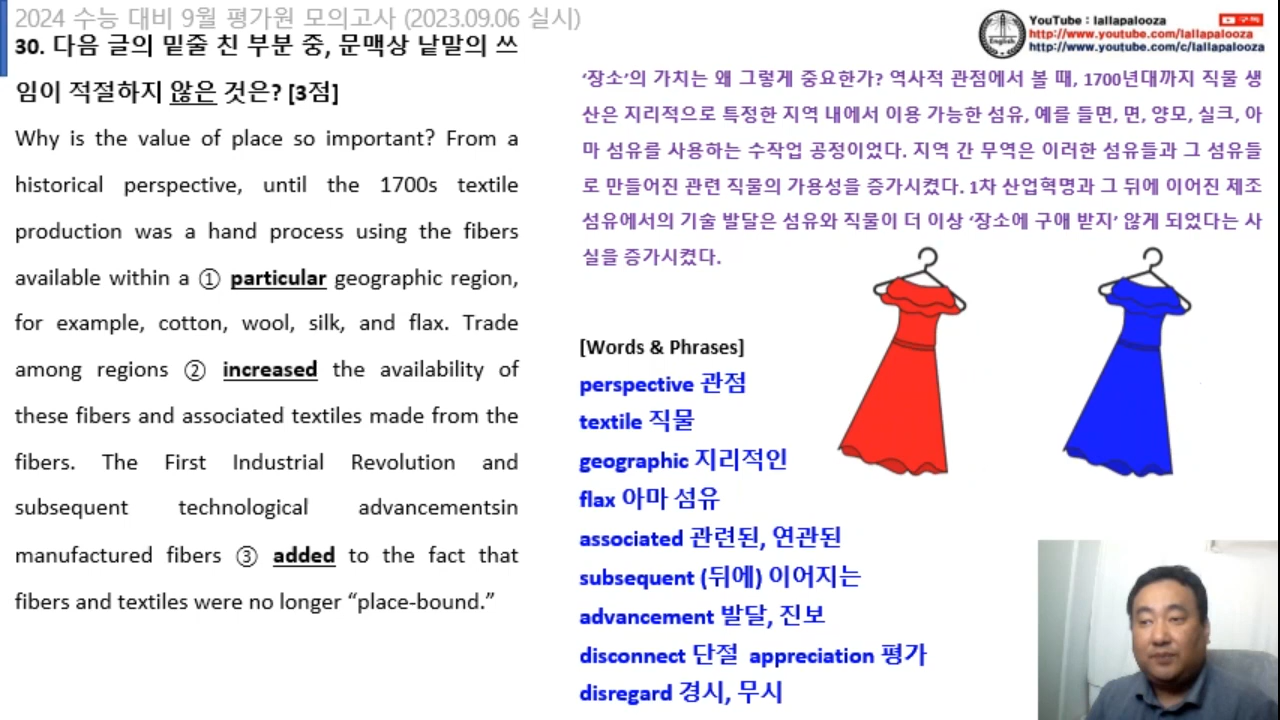 2024 수능 대비 9월 평가원 모의고사 (2023.09.06 실시)
30. 다음 글의 밑줄 친 부분 중, 문맥상 낱말의 쓰
임이 적절하지 않은 것은? [3점]
Why is the value of place so important? From a
historical perspective, until the 1700s textile
production was a hand process using the fibers
available within a ① particular geographic region,
for example, cotton, wool, silk, and flax. Trade
among regions ② increased the availability of
these fibers and associated textiles made from the
fibers. The First Industrial Revolution and
subsequent technological advancementsin
manufactured fibers ③ added to the fact that
fibers and textiles were no longer “place-bound.”
YouTube : lallapalooza
구독
http://www.youtube.com/lallapalooza
http://www.youtube.com/c/lallapalooza
English
‘장소’의 가치는 왜 그렇게 중요한가? 역사적 관점에서 볼 때, 1700년대까지 직물 생
산은 지리적으로 특정한 지역 내에서 이용 가능한 섬유, 예를 들면, 면, 양모, 실크, 아
마 섬유를 사용하는 수작업 공정이었다. 지역 간 무역은 이러한 섬유들과 그 섬유들
로 만들어진 관련 직물의 가용성을 증가시켰다. 1차 산업혁명과 그 뒤에 이어진 제조
섬유에서의 기술 발달은 섬유와 직물이 더 이상 ‘장소에 구애 받지’ 않게 되었다는 사
실을 증가시켰다.
[Words & Phrases]
perspective 관점
textile 직물
geographic 지리적인
flax 아마 섬유
associated 관련된, 연관된
subsequent (뒤에) 이어지는
advancement 발달, 진보
disconnect 단절 appreciation 평가
disregard 경시, 무시